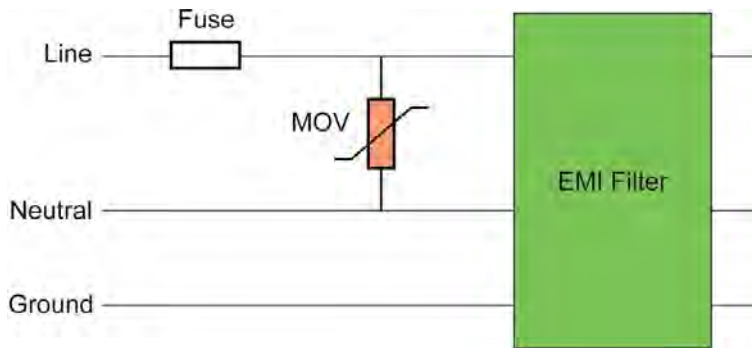 Fuse
Line
MOV
EMI Filter
Neutral
Ground